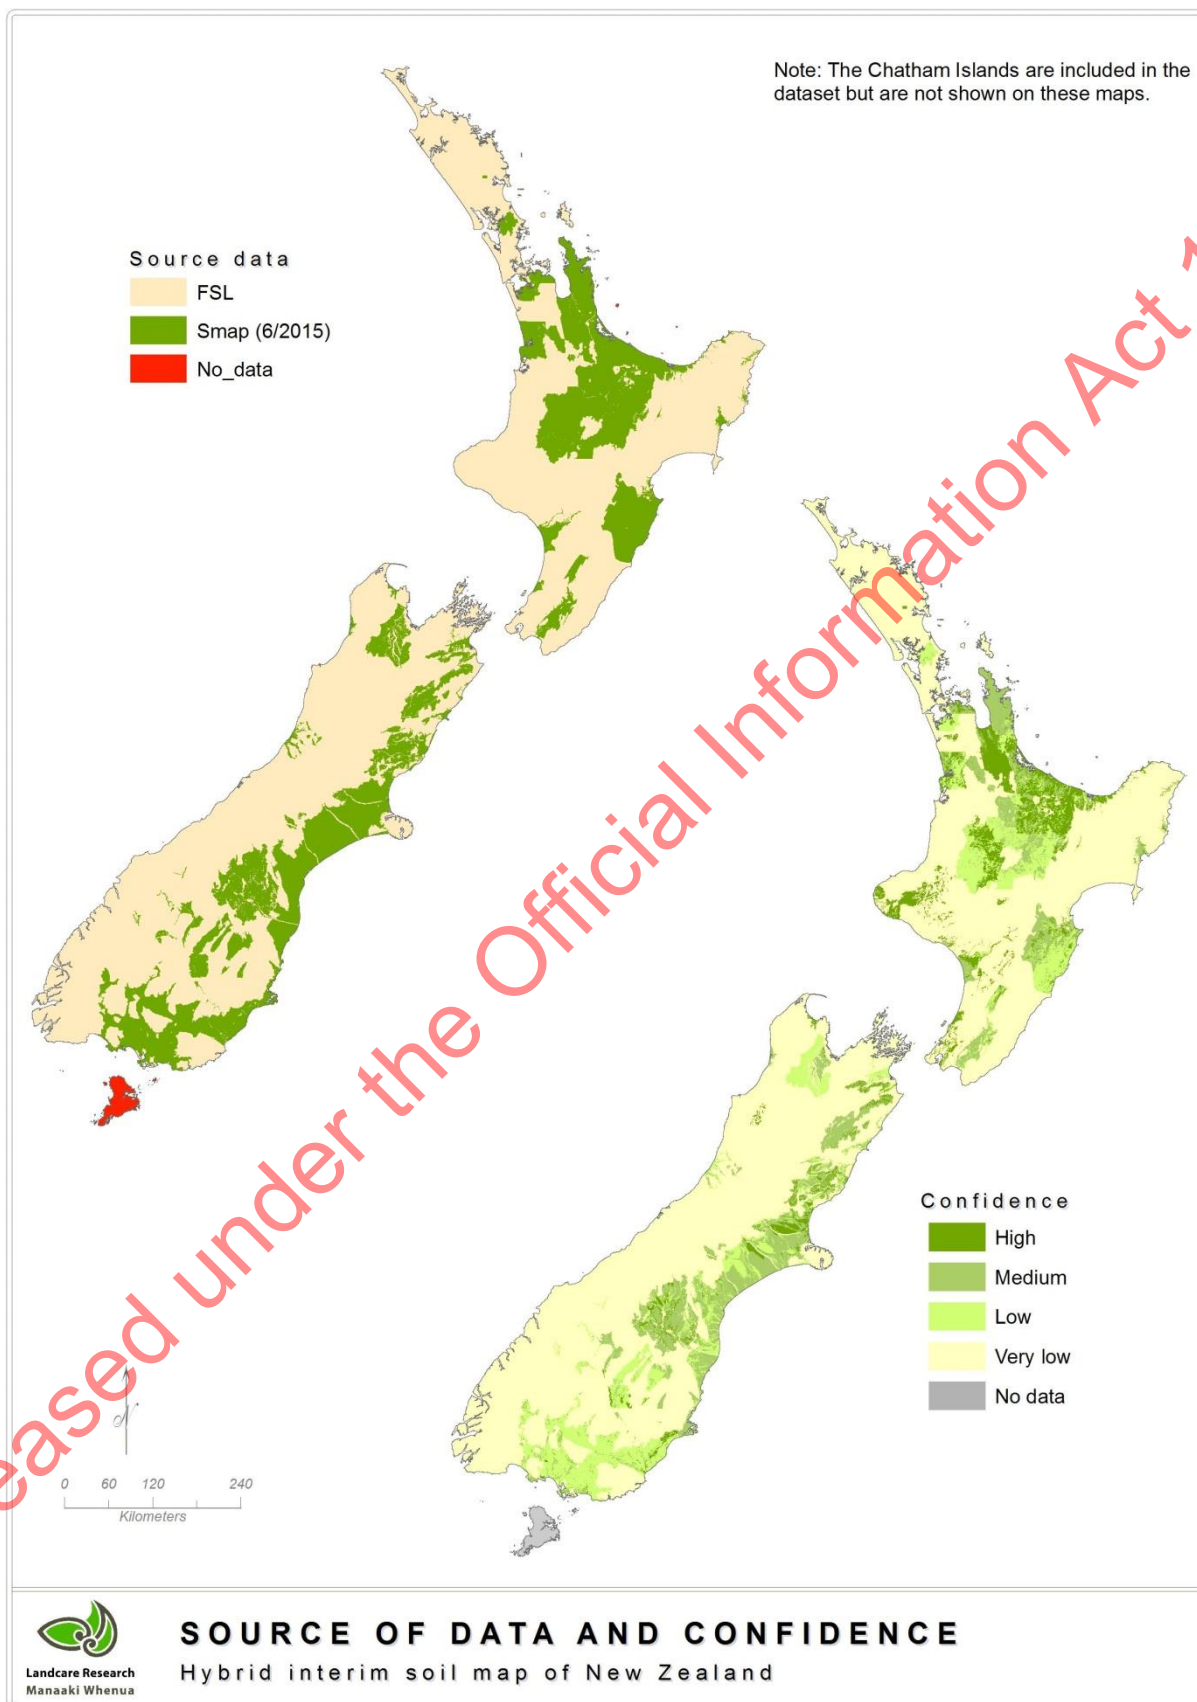 Note: The Chatham Islands are included in the
dataset but are not shown on these maps.
Source data
FSL
Smap (6/2015)
No_data
Confidence
High
Medium
Low
Very low
No data
N
0 60 120 240
Kilometers
under the Official Information Act
Landcare Research
Manaaki Whenua
SOURCE OF DATA AND CONFIDENCE
Hybrid interim soil map of New Zealand